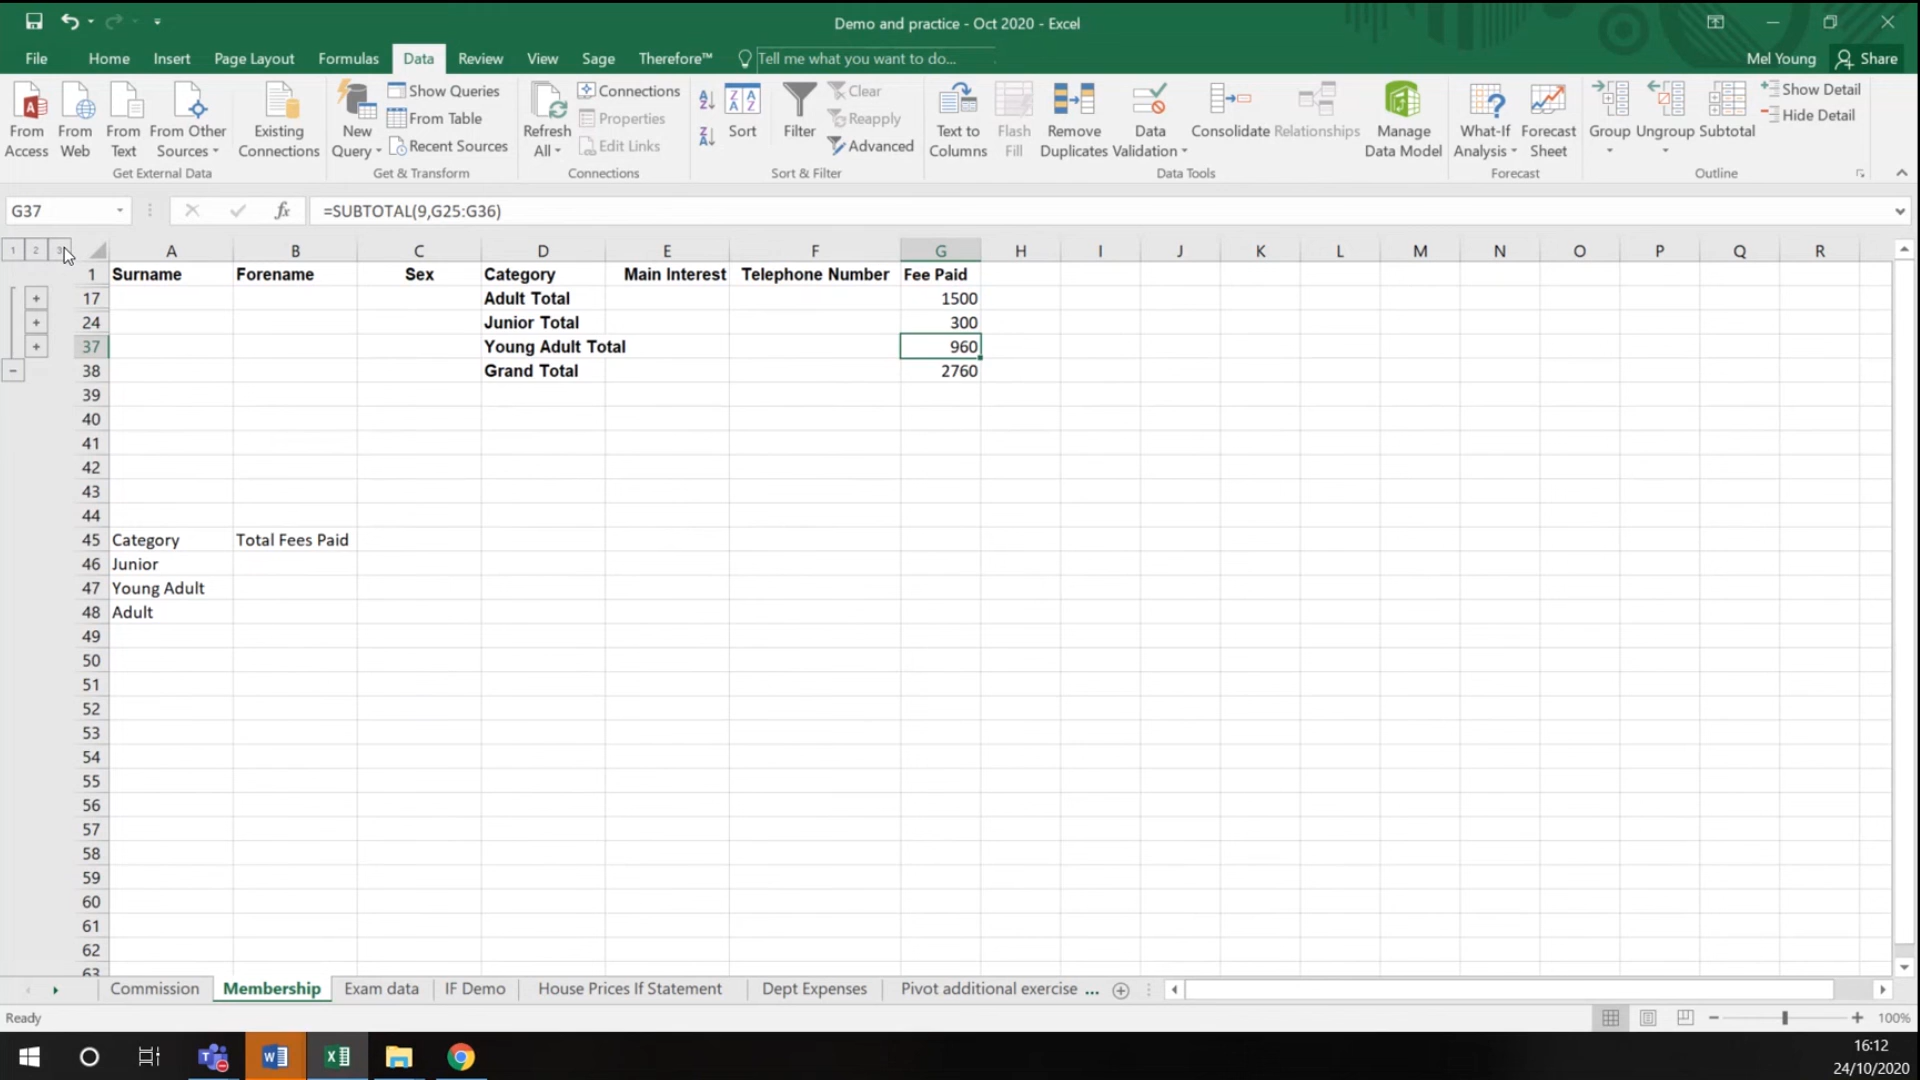 Demo and practice - Oct 2020 - Excel
File Home Insert Page Layout Formulas Data Review View Sage Therefore™ Tell me what you want to do... Mel Young Share
From Access
From Web
From Text
From Other Sources
Existing Connections
Get External Data
New Query
Show Queries
From Table
Recent Sources
Get & Transform
Refresh All
Connections
Properties
Edit Links
Connections
Sort
Filter
Clear
Reapply
Advanced
Sort & Filter
Text to Columns
Flash Fill
Remove Duplicates
Data Validation
Consolidate
Relationships
Manage Data Model
Data Tools
What-If Analysis
Forecast Sheet
Forecast
Group
Ungroup
Subtotal
Show Detail
Hide Detail
Outline
G37 fx =SUBTOTAL(9,G25:G36)
1 2 3 A B C D E F G H I J K L M N O P Q R
1 Surname Forename Sex Category Main Interest Telephone Number Fee Paid
17 Adult Total 1500
24 Junior Total 300
37 Young Adult Total 960
38 Grand Total 2760
39
40
41
42
43
44
45 Category Total Fees Paid
46 Junior
47 Young Adult
48 Adult
49
50
51
52
53
54
55
56
57
58
59
60
61
62
63
Commission Membership Exam data IF Demo House Prices If Statement Dept Expenses Pivot additional exercise ...
Ready 100%
16:12
24/10/2020